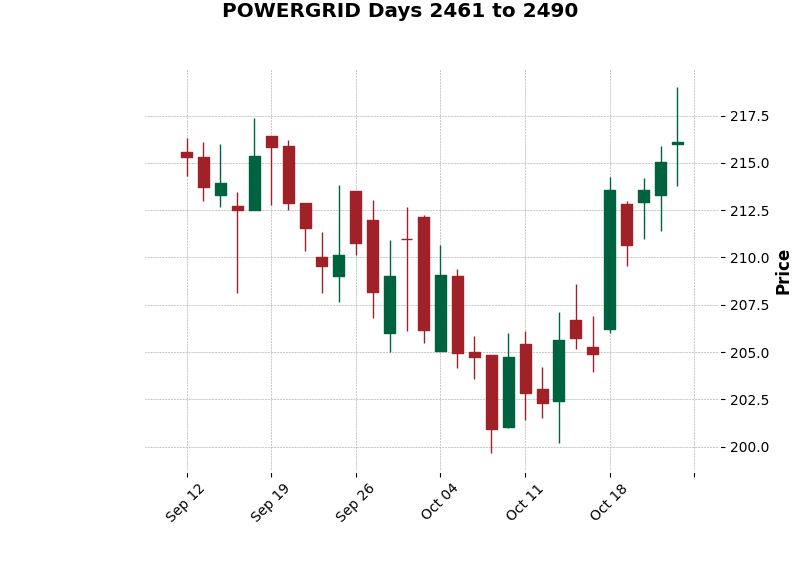 POWERGRID Days 2461 to 2490
217.5
215.0
212.5
210.0
207.5
205.0
202.5
200.0
Price
Sep 12
Sep 19
Sep 26
Oct 04
Oct 11
Oct 18